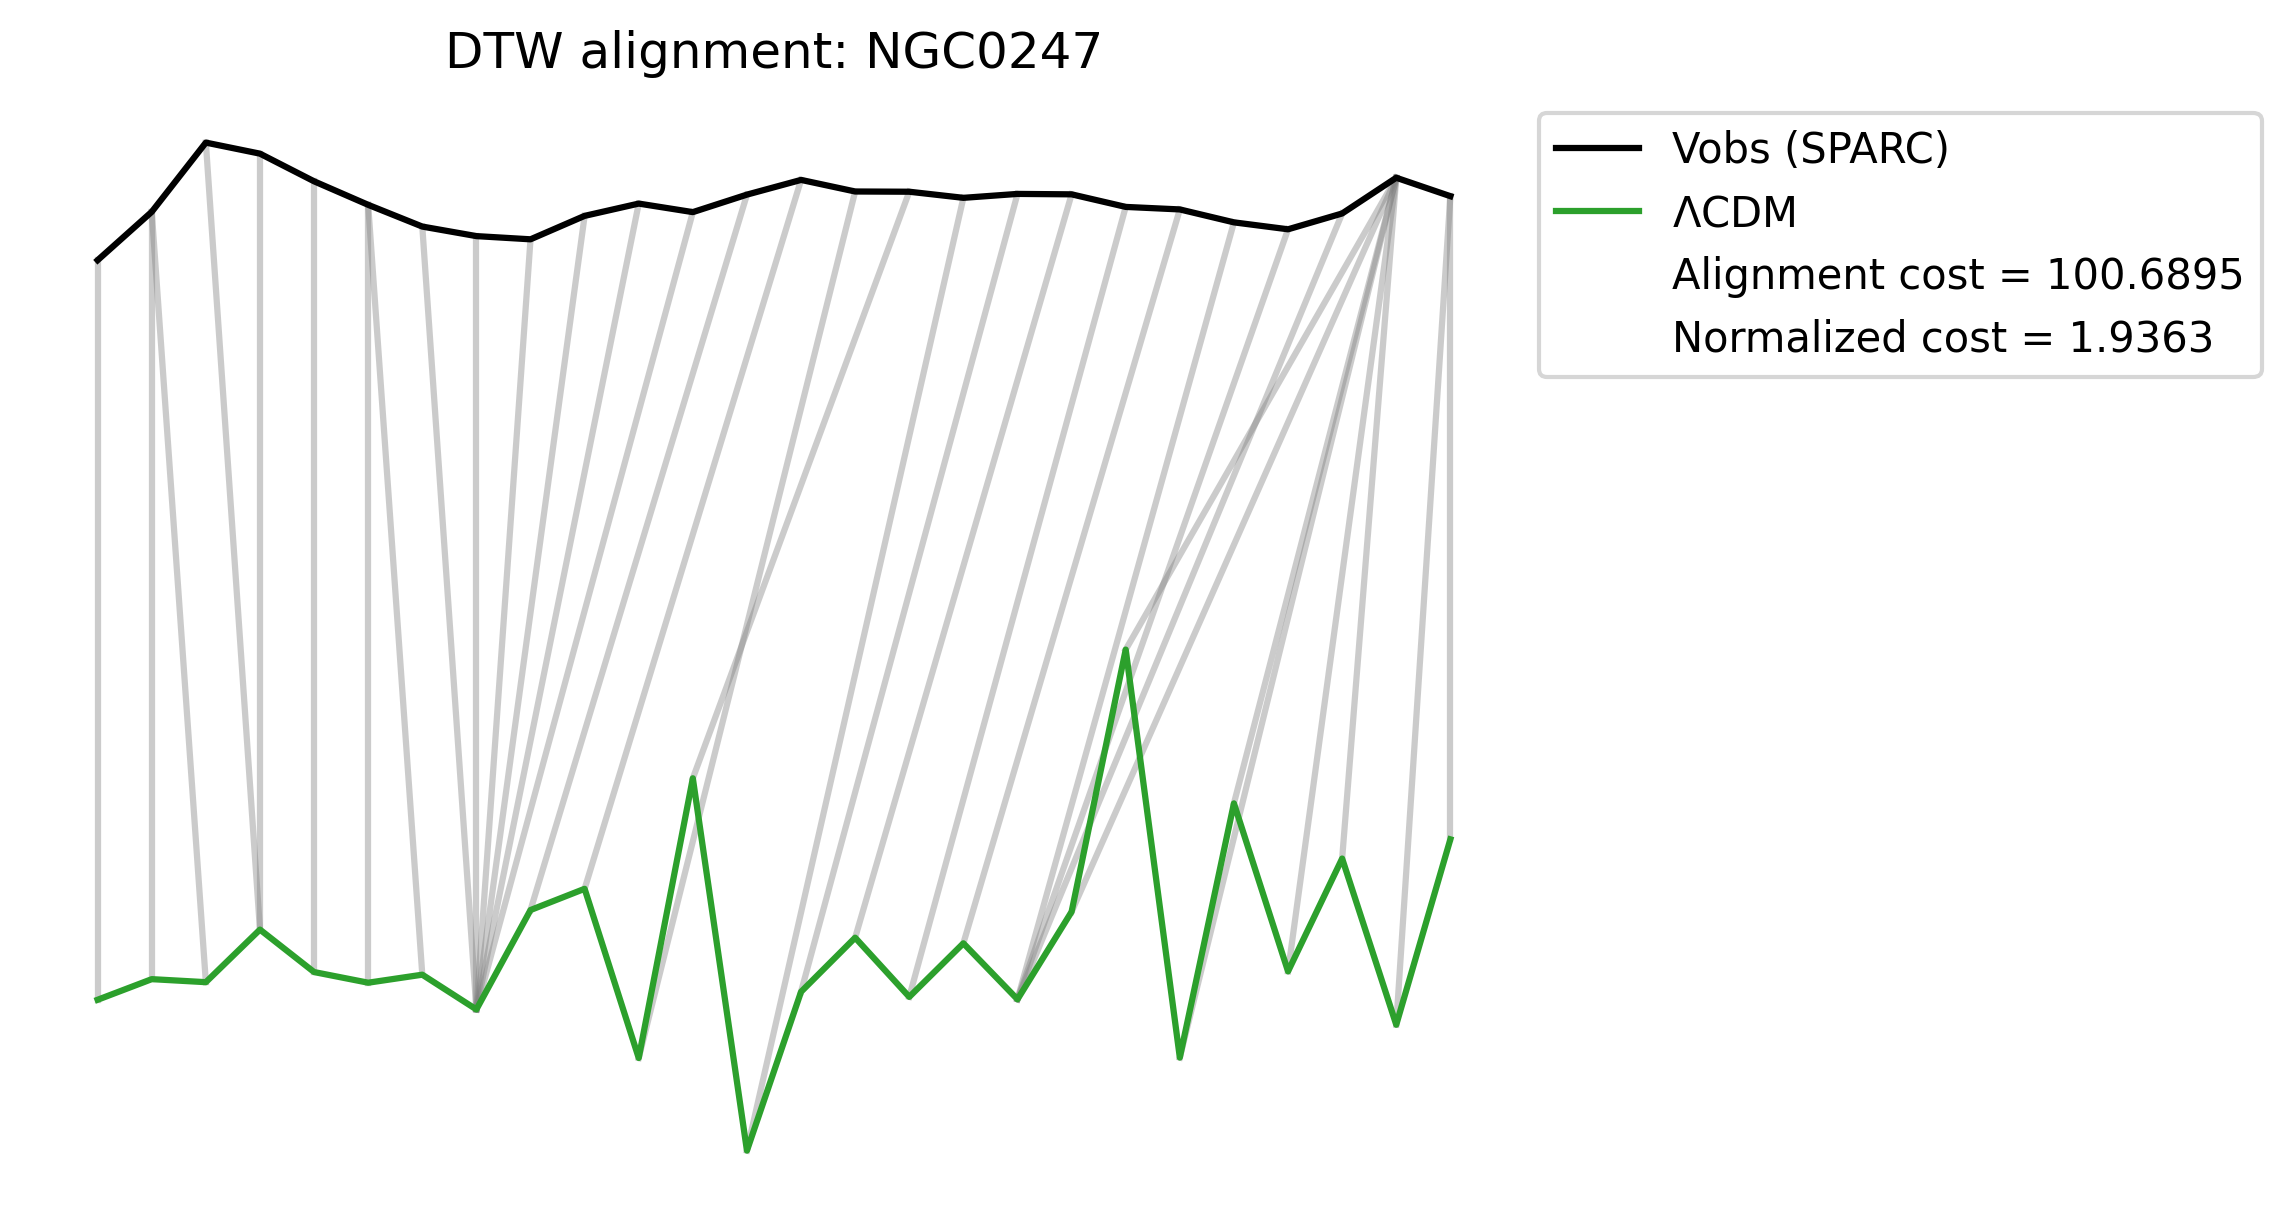 DTW alignment: NGC0247
Vobs (SPARC)
ΛCDM
Alignment cost = 100.6895
Normalized cost = 1.9363